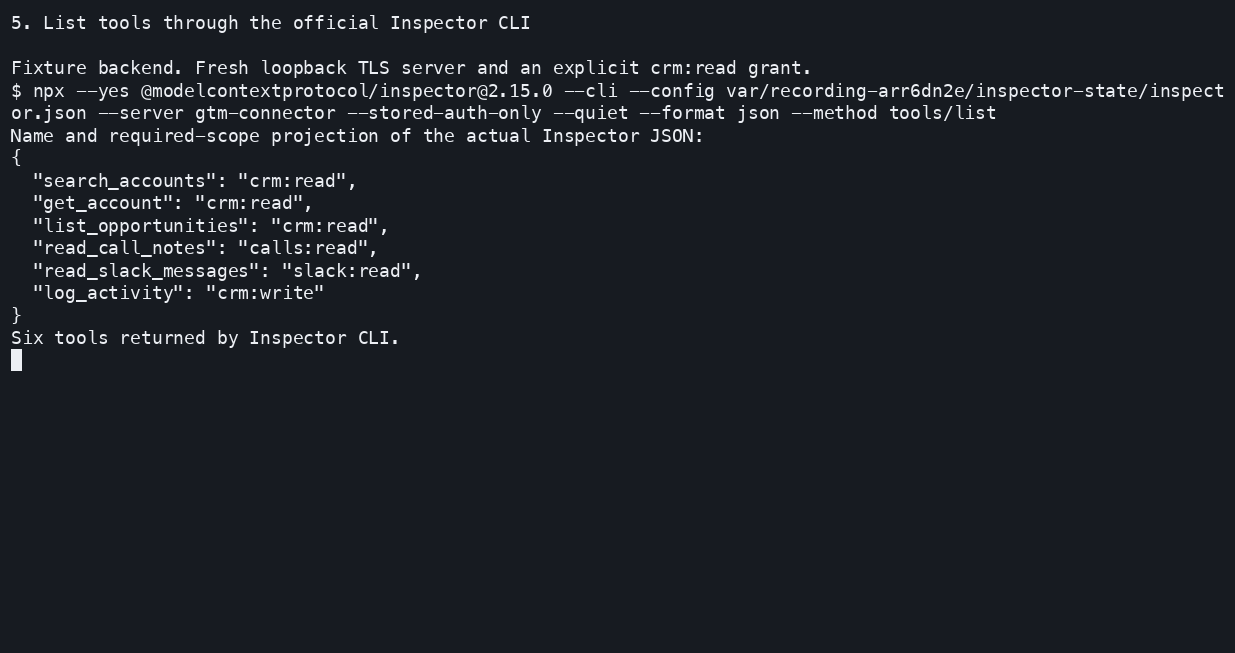 5. List tools through the official Inspector CLI
Fixture backend. Fresh loopback TLS server and an explicit crm:read grant.
$ npx --yes @modelcontextprotocol/inspector@2.15.0 --cli --config var/recording-arr6dn2e/inspector-state/inspect
or.json --server gtm-connector --stored-auth-only --quiet --format json --method tools/list
Name and required-scope projection of the actual Inspector JSON:
{
  "search_accounts": "crm:read",
  "get_account": "crm:read",
  "list_opportunities": "crm:read",
  "read_call_notes": "calls:read",
  "read_slack_messages": "slack:read",
  "log_activity": "crm:write"
}
Six tools returned by Inspector CLI.